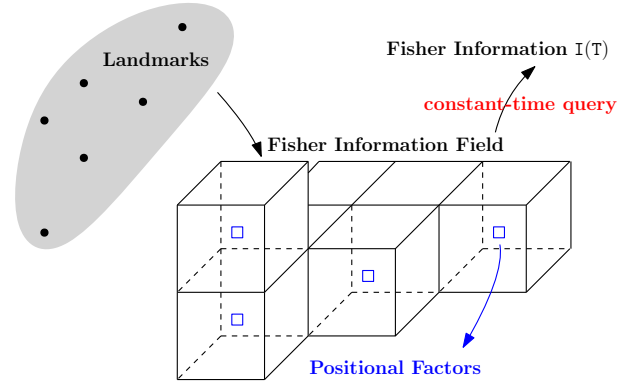 Fisher Information I(T)
Landmarks
constant-time query
Fisher Information Field
Positional Factors